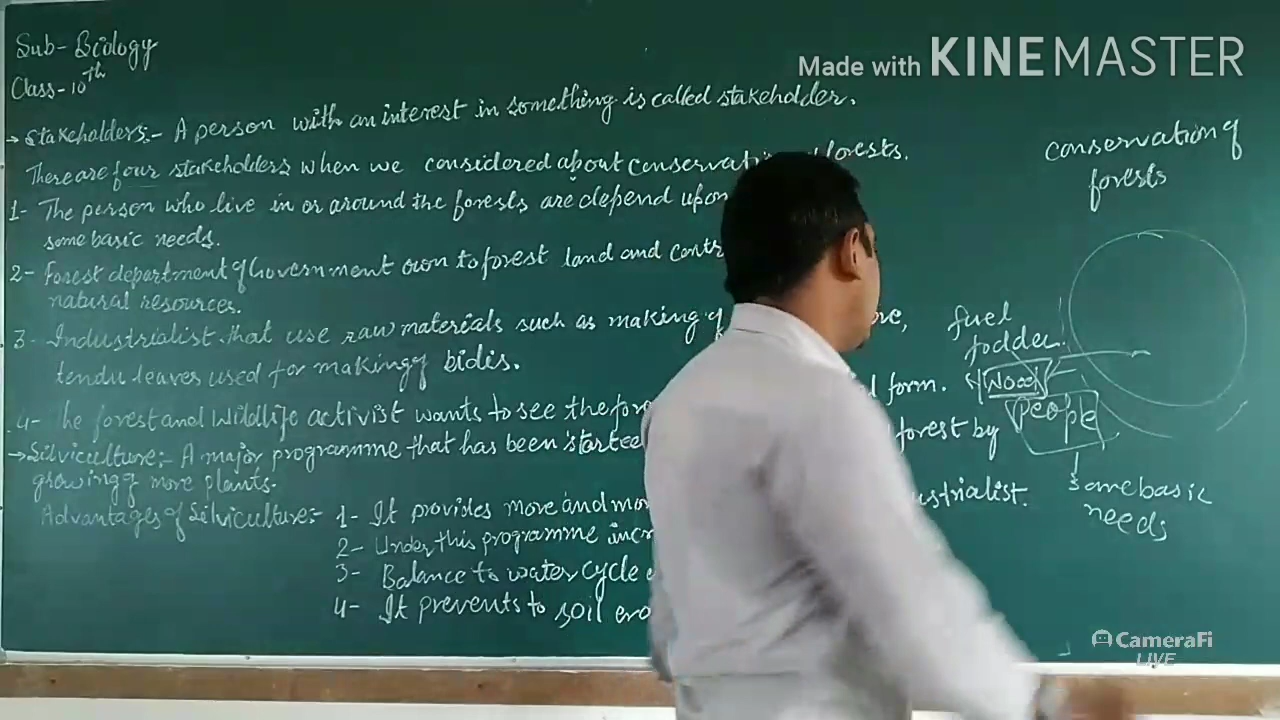 Made with KINEMASTER
Sub- Biology
Class-10Th
→ Stakeholders:- A person with an interest in something is called stakeholder.
There are four stakeholders when we considored about conservati forests.
1- The person who live in or around the forests are depend upon
some basic needs.
2- Forest department of Government own to forest land and contr
natural resources.
3- Industrialist that use raw materials such as making of
tendu leaves used for making of bidis.
4- The forest and wildlife activist wants to see the fore form.
→ Silviculture:- A major programme that has been started forest by
growing of more plants.
Advantages of Silviculture:- 1- It provides more and mor ustrialist.
2- Under this programme incr
3- Balance to water cycle
4- It prevents to soil ero
conservation of
forests
fuel
fodder
Wood
people
some basic
needs
CameraFi
LIVE